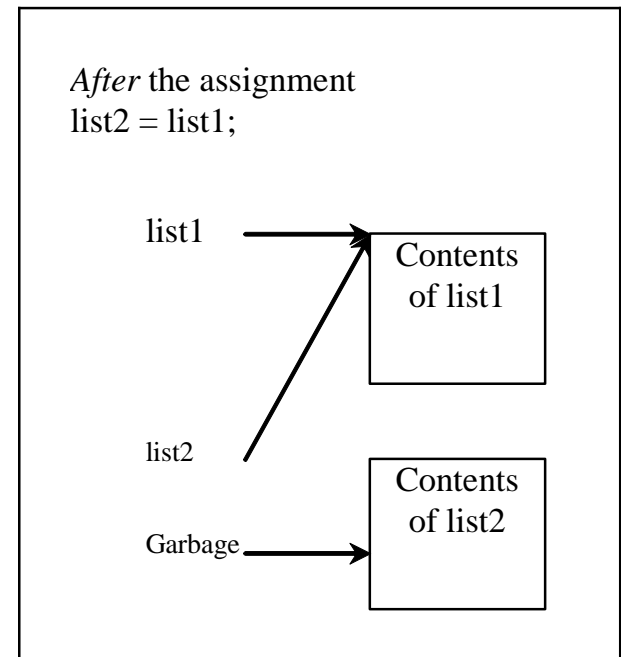 After the assignment
list2 = list1;
list1
Contents
of list1
list2
Contents
of list2
Garbage